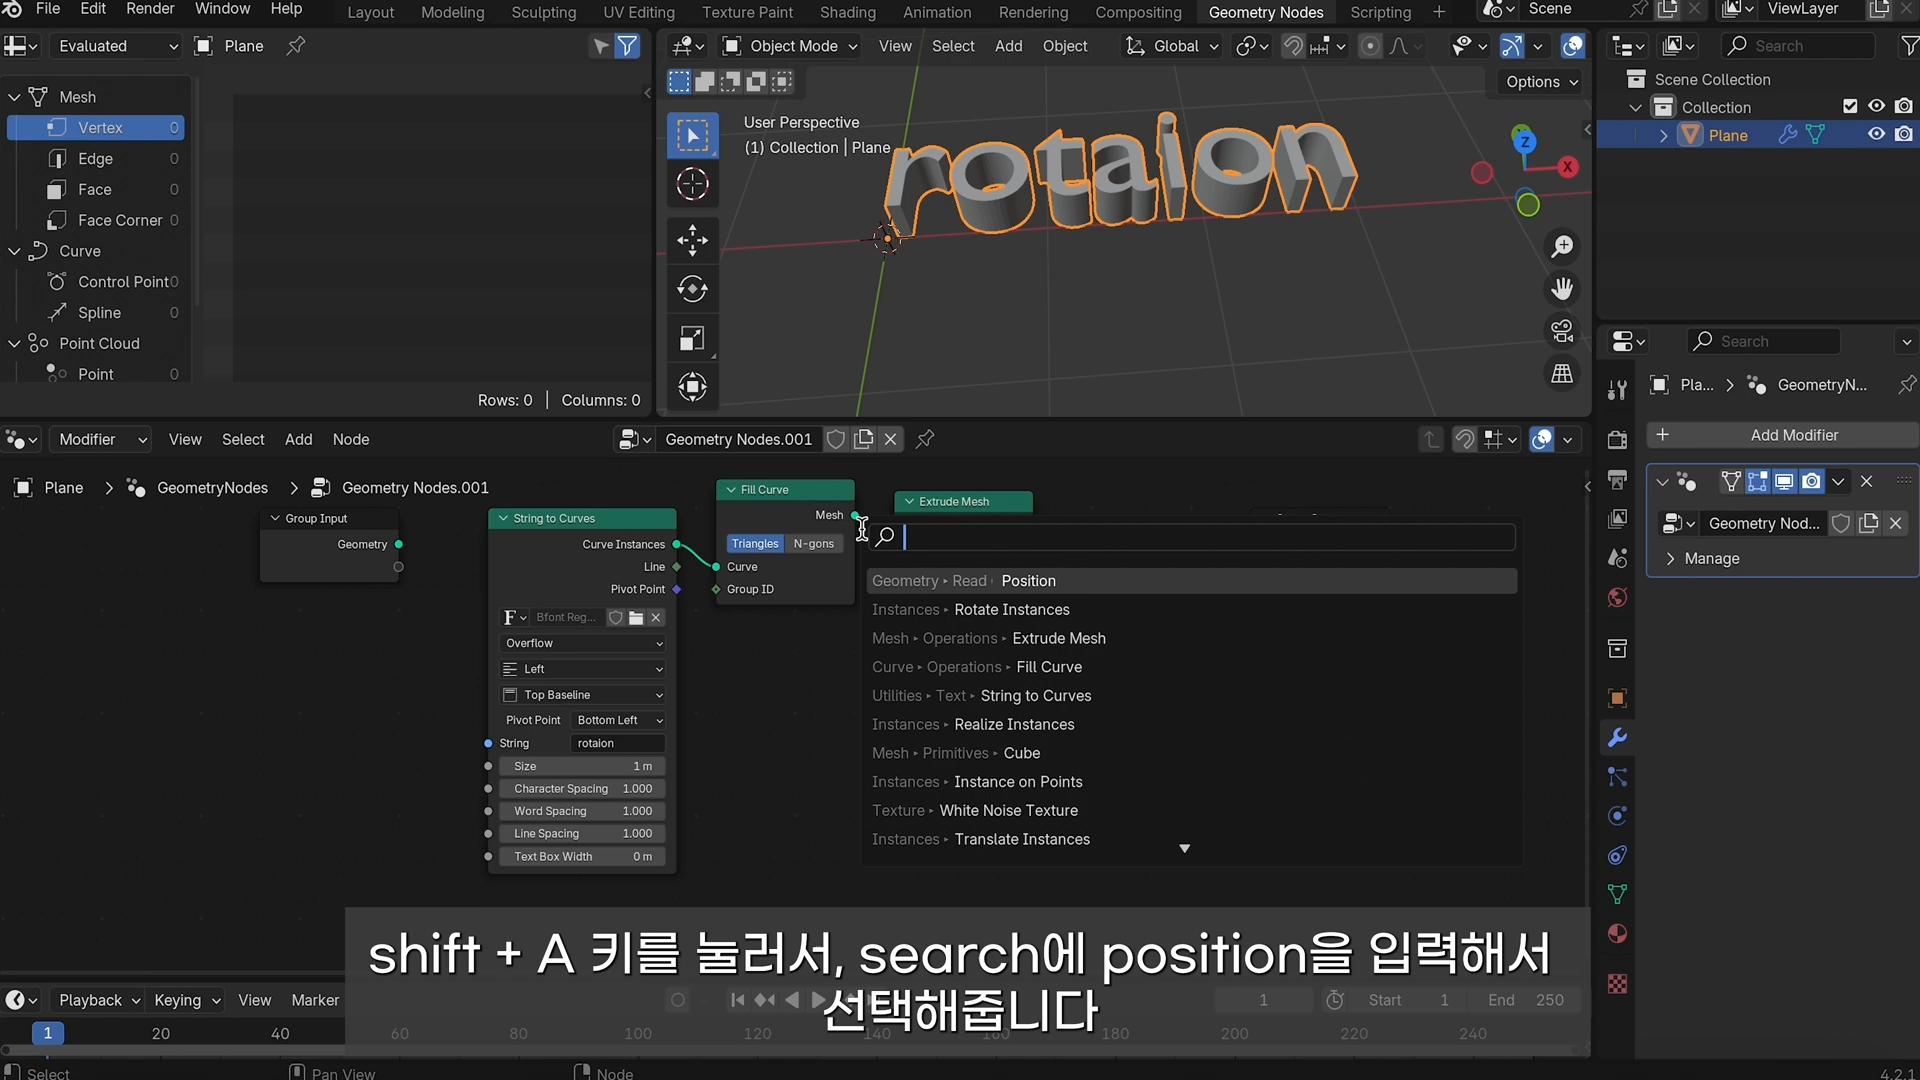 File Edit Render Window Help Layout Modeling Sculpting UV Editing Texture Paint Shading Animation Rendering Compositing Geometry Nodes Scripting + Scene ViewLayer
Evaluated Plane
Object Mode View Select Add Object Global
Search
Options
Mesh
Vertex 0
Edge 0
Face 0
Face Corner 0
Curve
Control Point 0
Spline 0
Point Cloud
Point 0
Rows: 0 | Columns: 0
User Perspective
(1) Collection | Plane
rotaion
Z
X
Scene Collection
Collection
Plane
Search
Pla... > GeometryN...
+ Add Modifier
Geometry Nod...
Manage
Modifier View Select Add Node
Geometry Nodes.001
Plane > GeometryNodes > Geometry Nodes.001
Group Input
Geometry
String to Curves
Curve Instances
Line
Pivot Point
F Bfont Reg...
Overflow
Left
Top Baseline
Pivot Point Bottom Left
String rotaion
Size 1 m
Character Spacing 1.000
Word Spacing 1.000
Line Spacing 1.000
Text Box Width 0 m
Fill Curve
Mesh
Triangles N-gons
Curve
Group ID
Extrude Mesh
Geometry ▸ Read ▸ Position
Instances ▸ Rotate Instances
Mesh ▸ Operations ▸ Extrude Mesh
Curve ▸ Operations ▸ Fill Curve
Utilities ▸ Text ▸ String to Curves
Instances ▸ Realize Instances
Mesh ▸ Primitives ▸ Cube
Instances ▸ Instance on Points
Texture ▸ White Noise Texture
Instances ▸ Translate Instances
shift + A 키를 눌러서, search에 position을 입력해서
선택해줍니다
Playback Keying View Marker
1 Start 1 End 250
1 20 40 60 80 100 120 140 200 220 240
Select Pan View Node
4.2.1